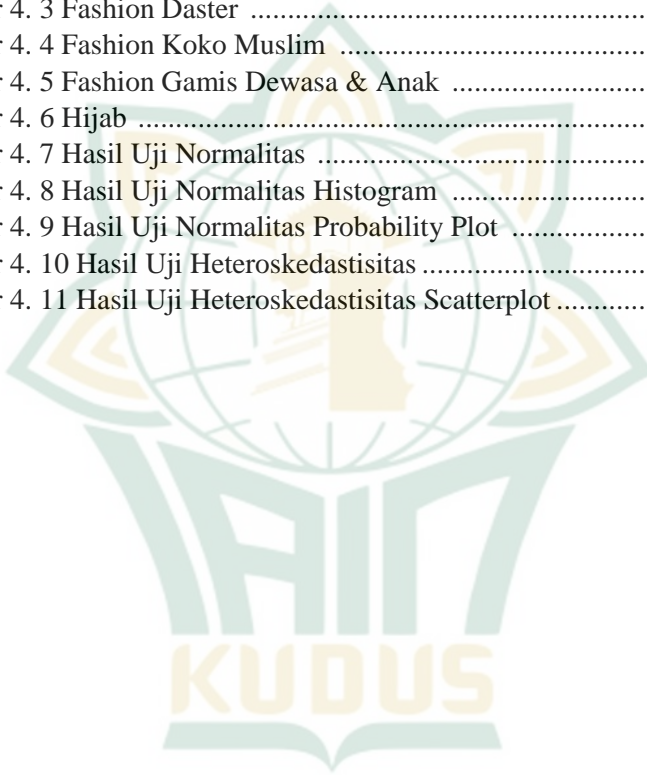 r 4. 3 Fashion Daster ....................................................
r 4. 4 Fashion Koko Muslim ........................................
r 4. 5 Fashion Gamis Dewasa & Anak .........................
r 4. 6 Hijab ......................................................................
r 4. 7 Hasil Uji Normalitas ............................................
r 4. 8 Hasil Uji Normalitas Histogram .........................
r 4. 9 Hasil Uji Normalitas Probability Plot .................
r 4. 10 Hasil Uji Heteroskedastisitas ..............................
r 4. 11 Hasil Uji Heteroskedastisitas Scatterplot ............
IAIN
KUDUS